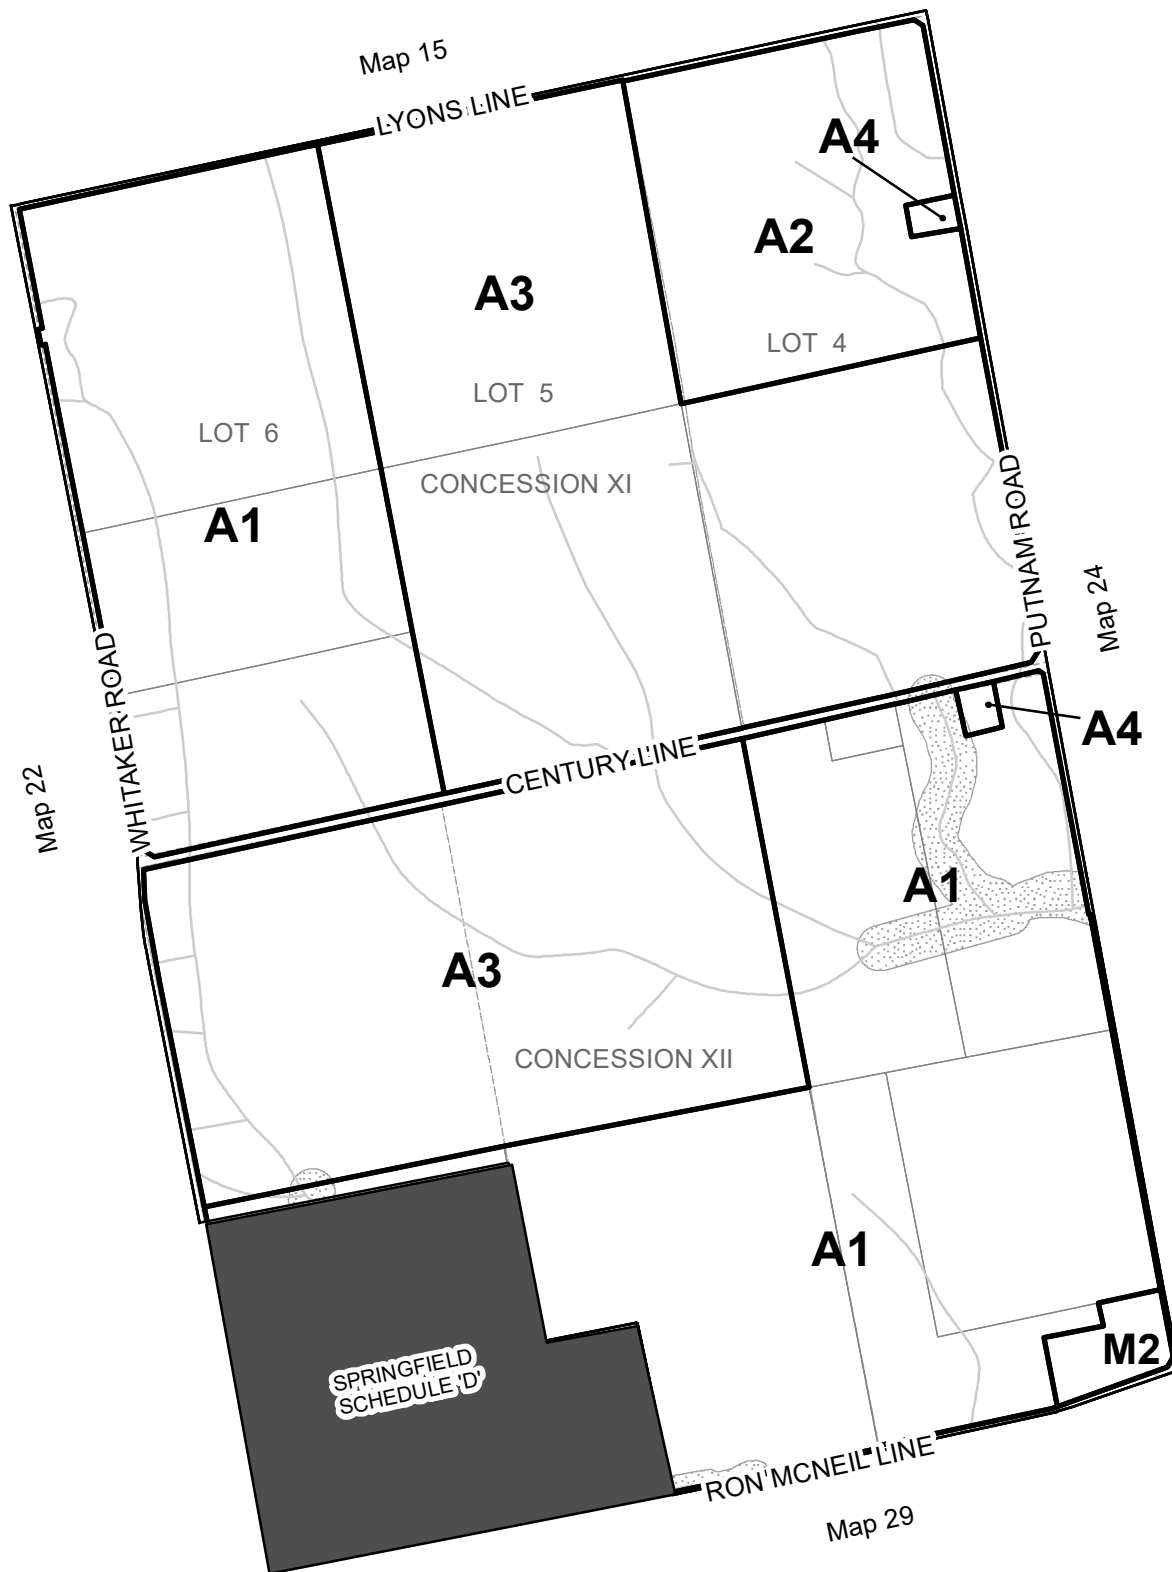 Map 15
LYONS LINE
A4
A2
A3
LOT 4
LOT 5
LOT 6
CONCESSION XI
A1
PUTNAM ROAD
Map 24
WHITAKER ROAD
A4
CENTURY LINE
Map 22
A1
A3
CONCESSION XII
A1
M2
SPRINGFIELD
SCHEDULE 'D'
RON MCNEIL LINE
Map 29